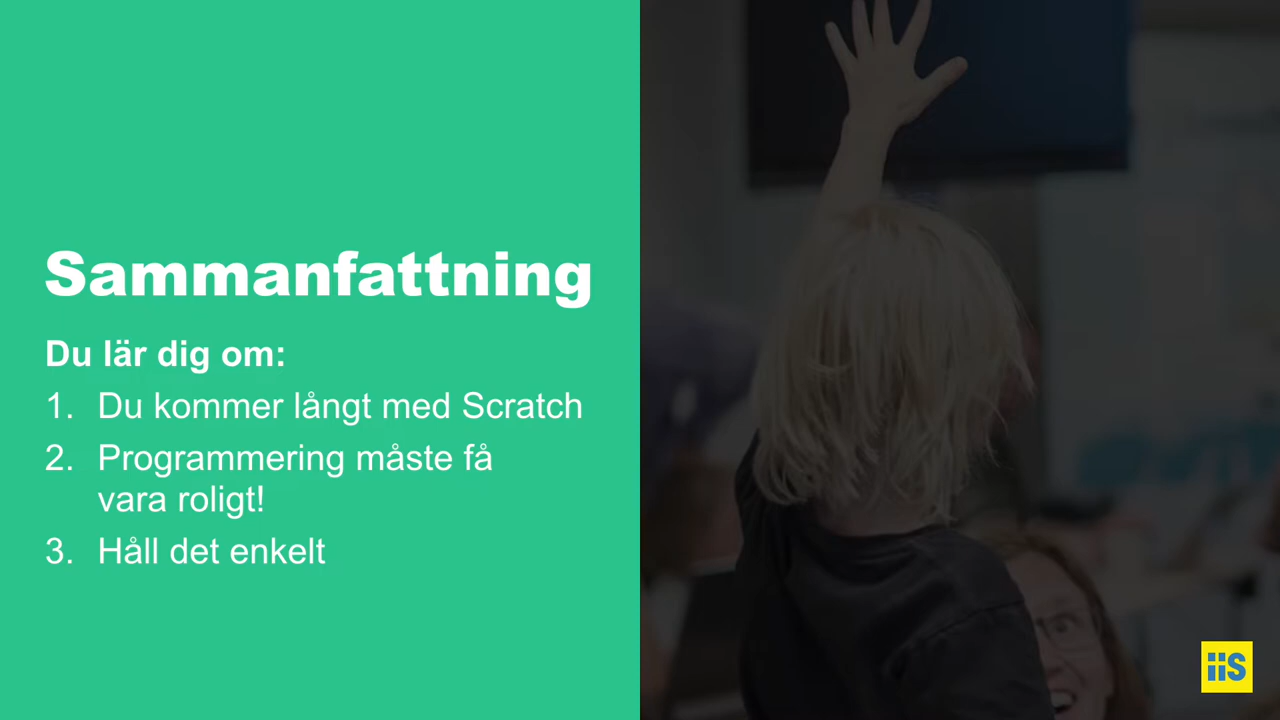 Sammanfattning
Du lär dig om:
1. Du kommer långt med Scratch
2. Programmering måste få
vara roligt!
3. Håll det enkelt
iis